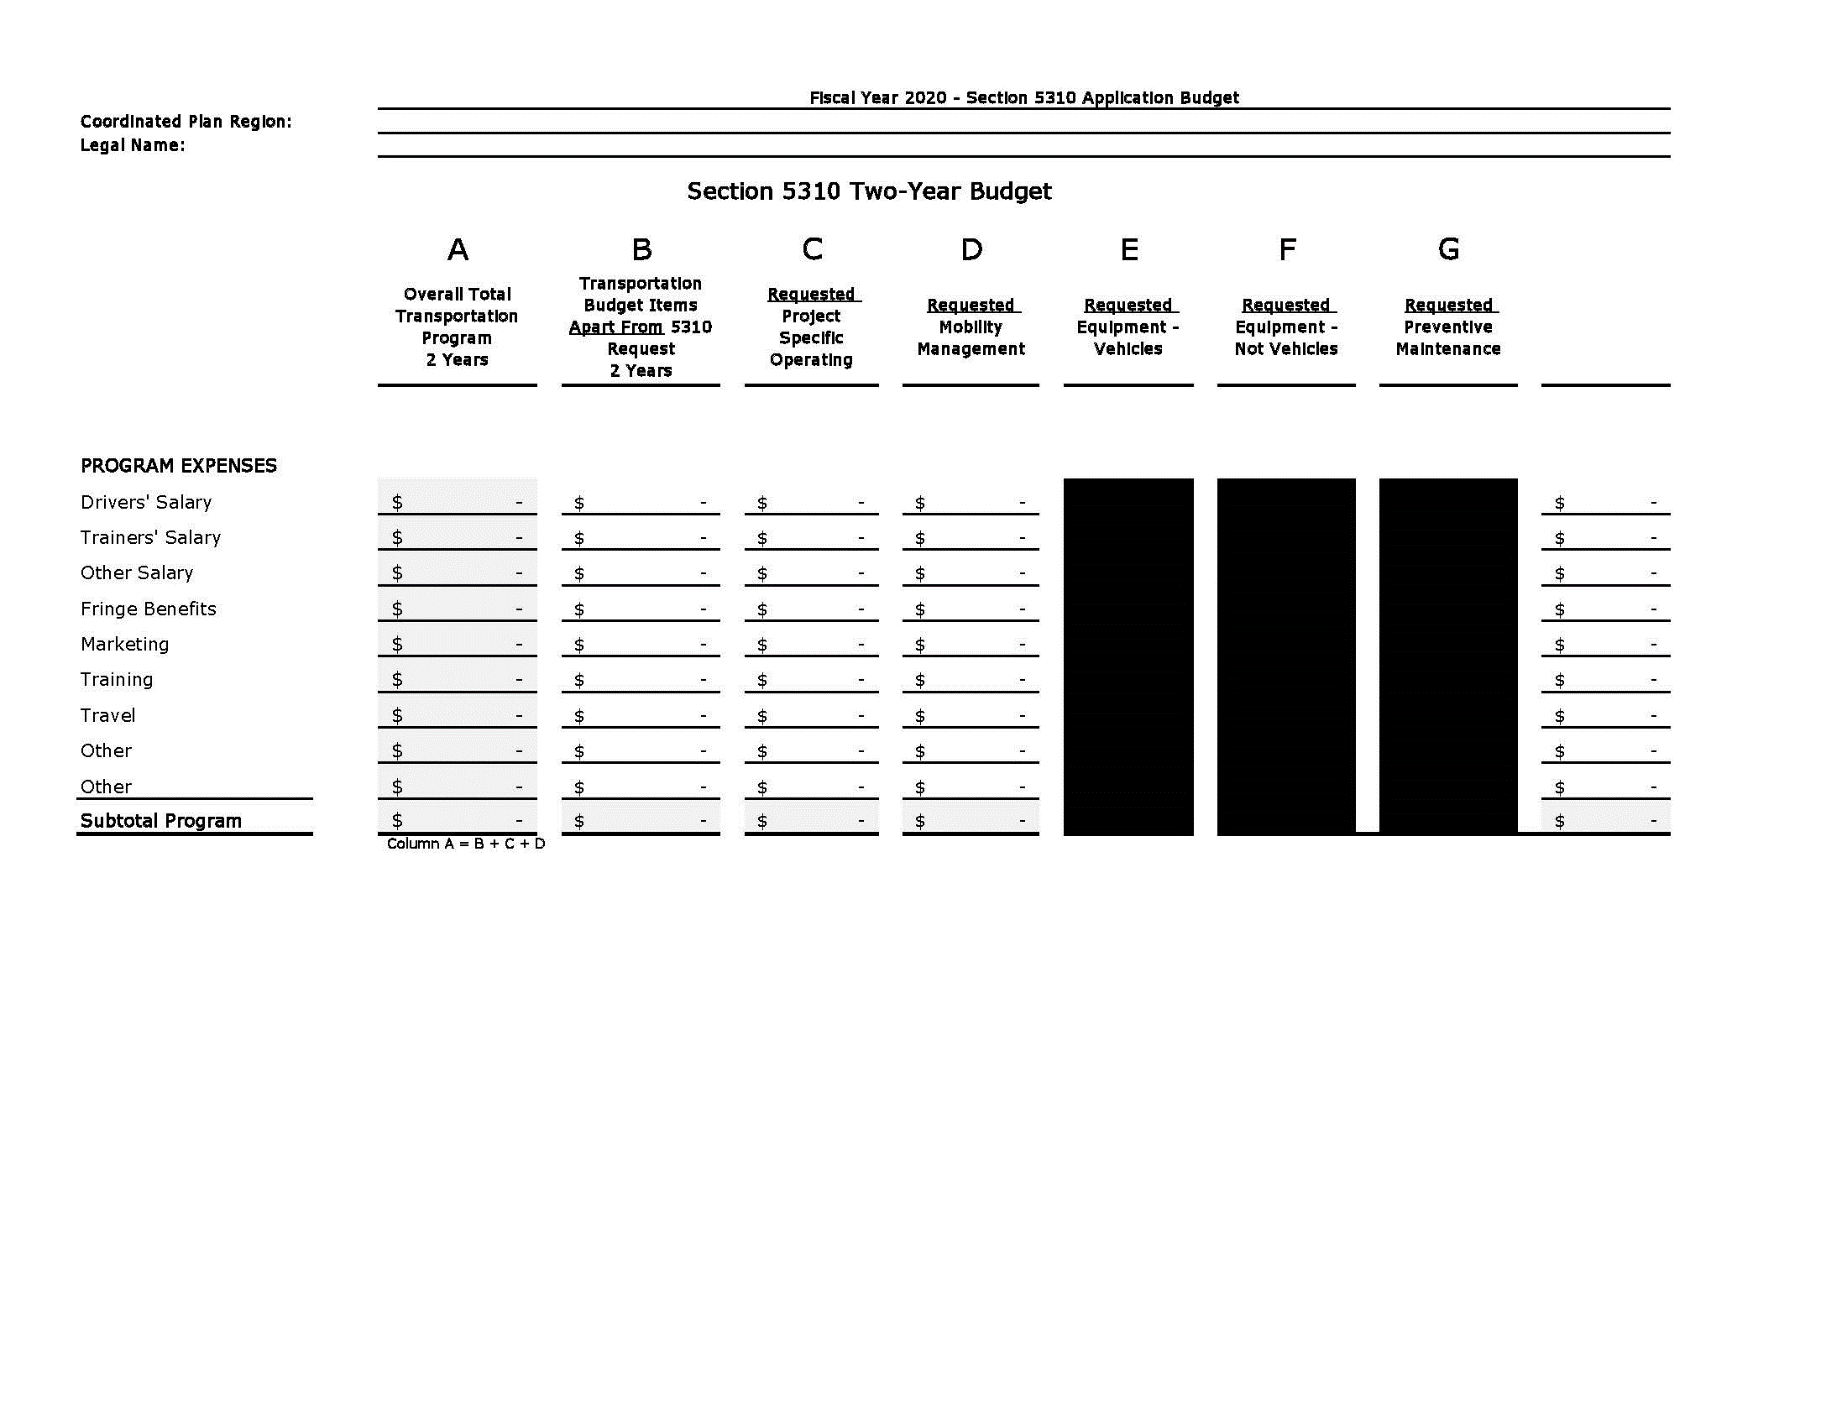 Fiscal Year 2020 - Section 5310 Application Budget
Coordinated Plan Region:
Legal Name:
Section 5310 Two-Year Budget
A B C D E F G
Overall Total
Transportation
Program
2 Years
Transportation
Budget Items
Apart From 5310
Request
2 Years
Requested
Project
Specific
Operating
Requested
Mobility
Management
Requested
Equipment -
Vehicles
Requested
Equipment -
Not Vehicles
Requested
Preventive
Maintenance
PROGRAM EXPENSES
Drivers' Salary $ - $ - $ - $ - $ -
Trainers' Salary $ - $ - $ - $ - $ -
Other Salary $ - $ - $ - $ - $ -
Fringe Benefits $ - $ - $ - $ - $ -
Marketing $ - $ - $ - $ - $ -
Training $ - $ - $ - $ - $ -
Travel $ - $ - $ - $ - $ -
Other $ - $ - $ - $ - $ -
Other $ - $ - $ - $ - $ -
Subtotal Program $ - $ - $ - $ - $ -
Column A = B + C + D